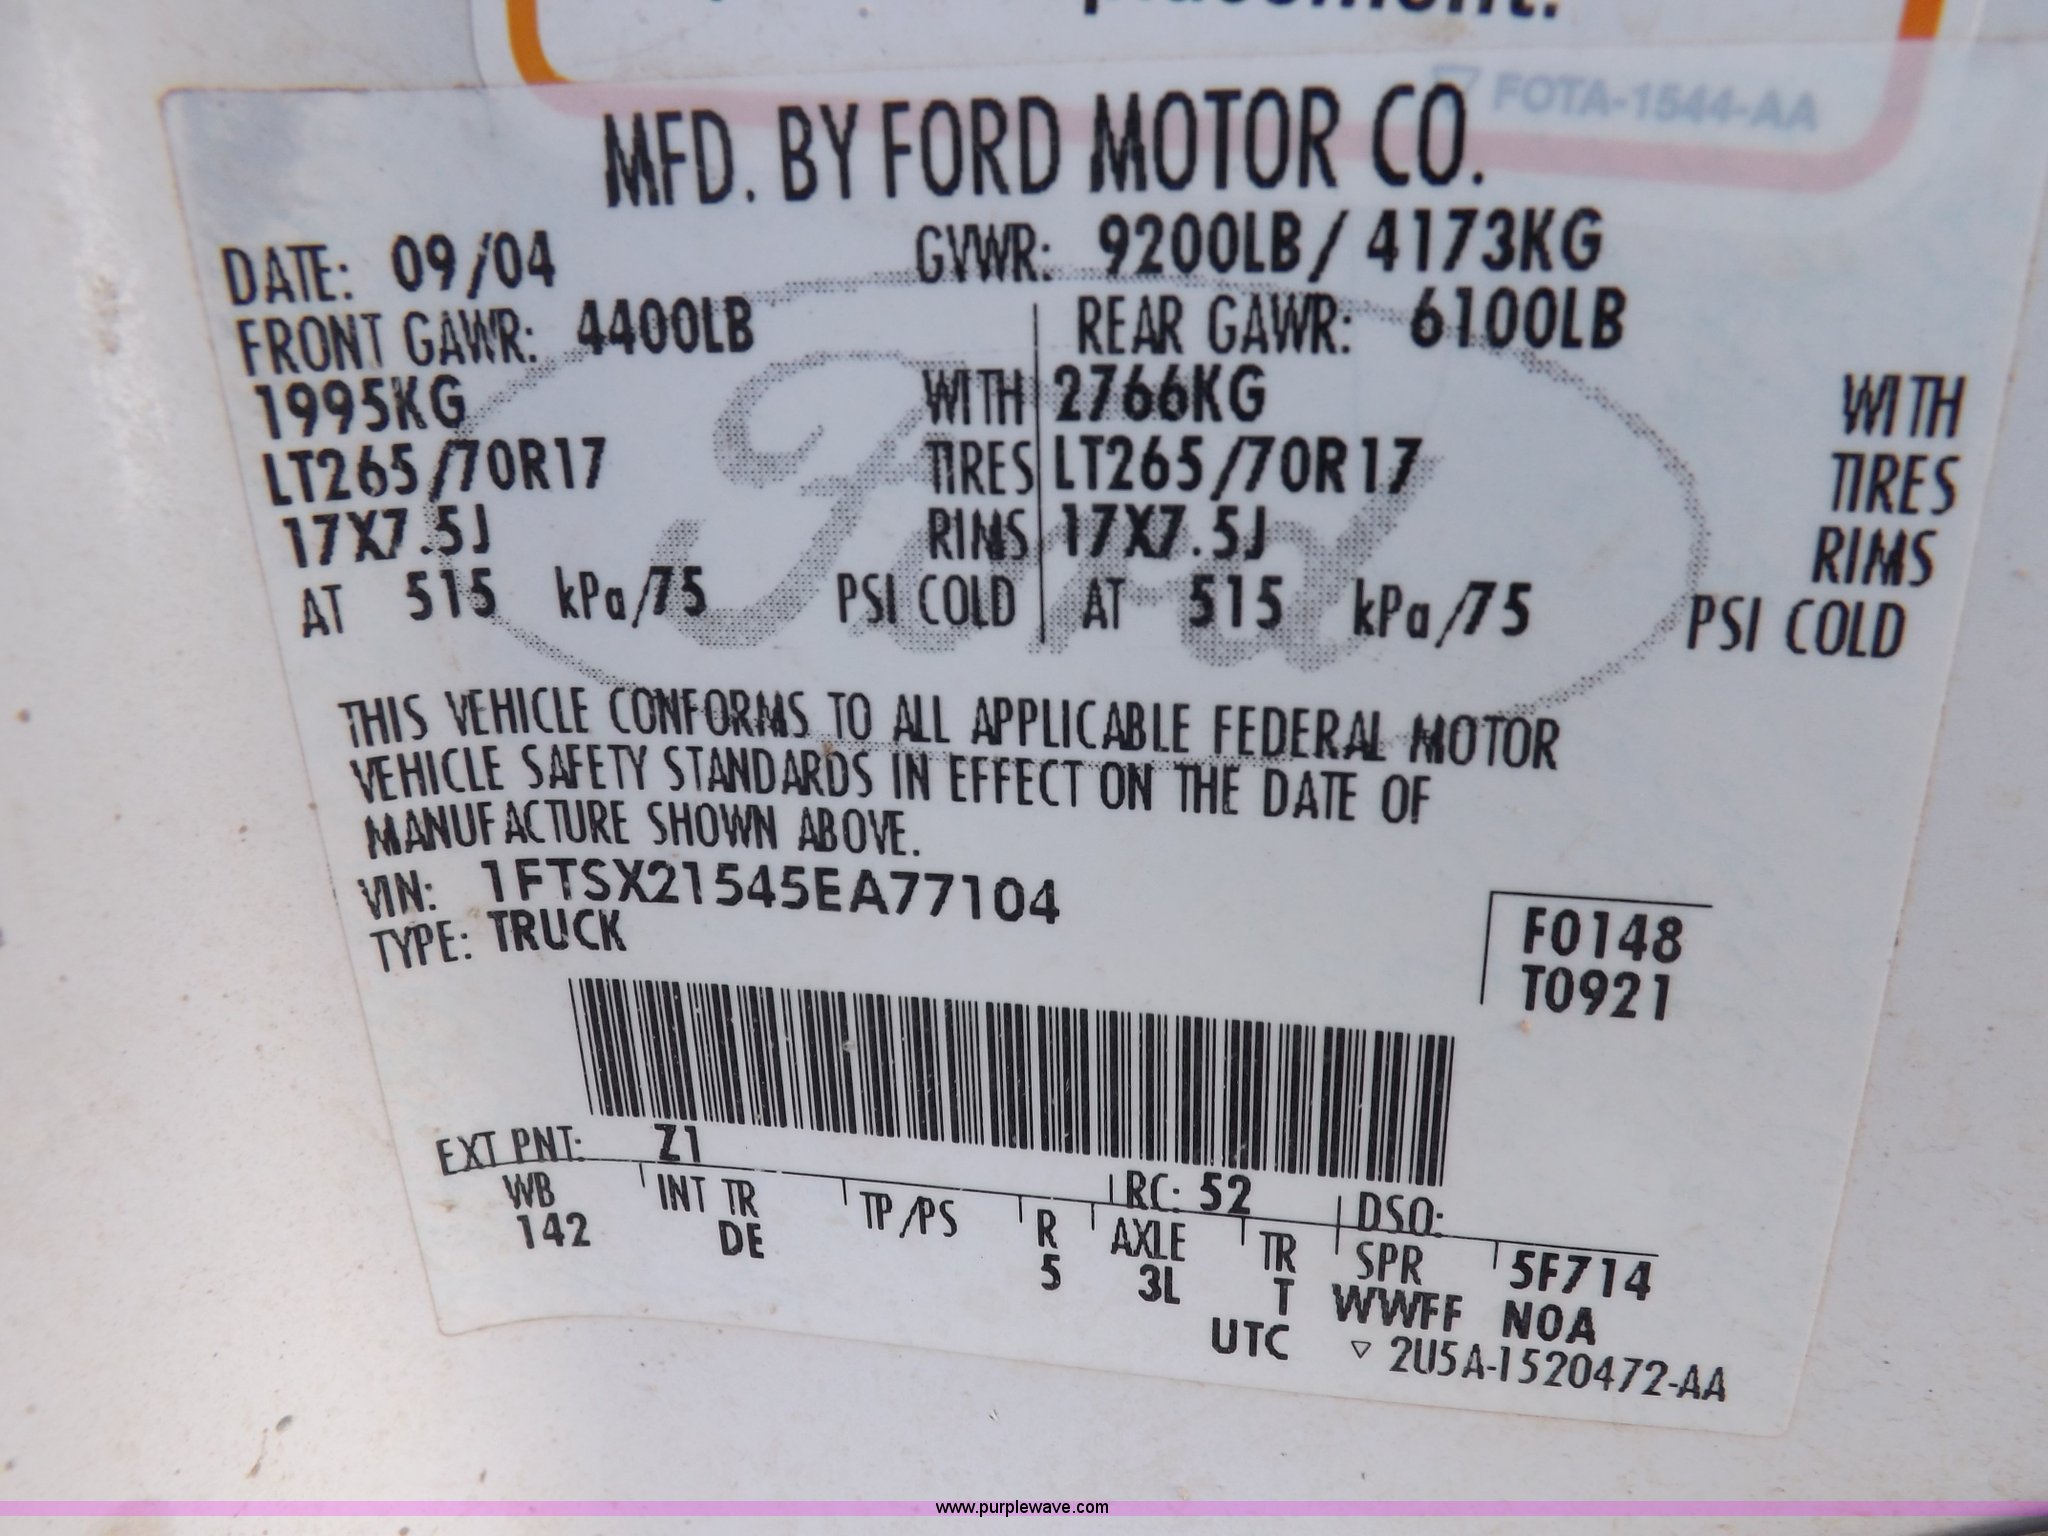 placement.
▽ FOTA-1544-AA
MFD. BY FORD MOTOR CO.
DATE: 09/04 GVWR: 9200LB/ 4173KG
FRONT GAWR: 4400LB REAR GAWR: 6100LB
1995KG WITH 2766KG WITH
LT265/70R17 TIRES LT265/70R17 TIRES
17X7.5J RIMS 17X7.5J RIMS
AT 515 kPa/75 PSI COLD AT 515 kPa/75 PSI COLD
Ford
THIS VEHICLE CONFORMS TO ALL APPLICABLE FEDERAL MOTOR
VEHICLE SAFETY STANDARDS IN EFFECT ON THE DATE OF
MANUFACTURE SHOWN ABOVE.
VIN: 1FTSX21545EA77104
TYPE: TRUCK
F0148
T0921
EXT PNT: Z1 RC: 52 DSO:
WB INT TR TP/PS R AXLE TR SPR 5F714
142 DE 5 3L T WWFF NOA
UTC ▽ 2U5A-1520472-AA
www.purplewave.com